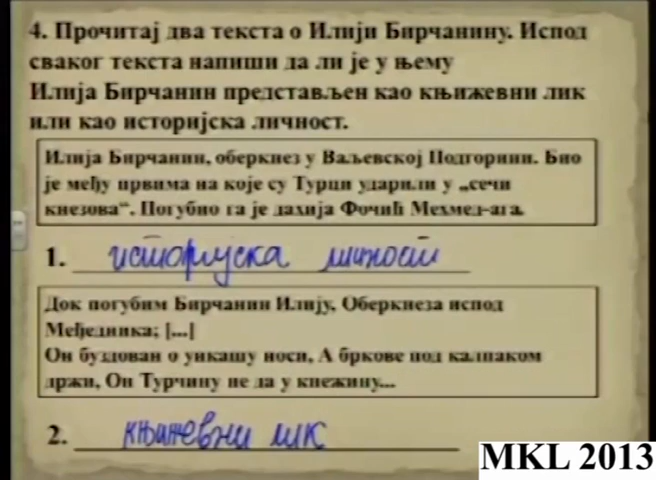 4. Прочитај два текста о Илији Бирчанину. Испод
сваког текста напиши да ли је у њему
Илија Бирчанин представљен као књижевни лик
или као историјска личност.
Илија Бирчанин, оберкнез у Ваљевској Подгорини. Био
је међу првима на које су Турци ударили у „сечи
кнезова“. Погубио га је дахија Фочић Мехмед-ага.
1. историјска личност
Док погубим Бирчанин Илију, Оберкнеза испод
Међедника; [...]
Он буздован о ункашу носи, А бркове под калпаком
држи, Он Турчину не да у кнежину...
2. књижевни лик
MKL 2013